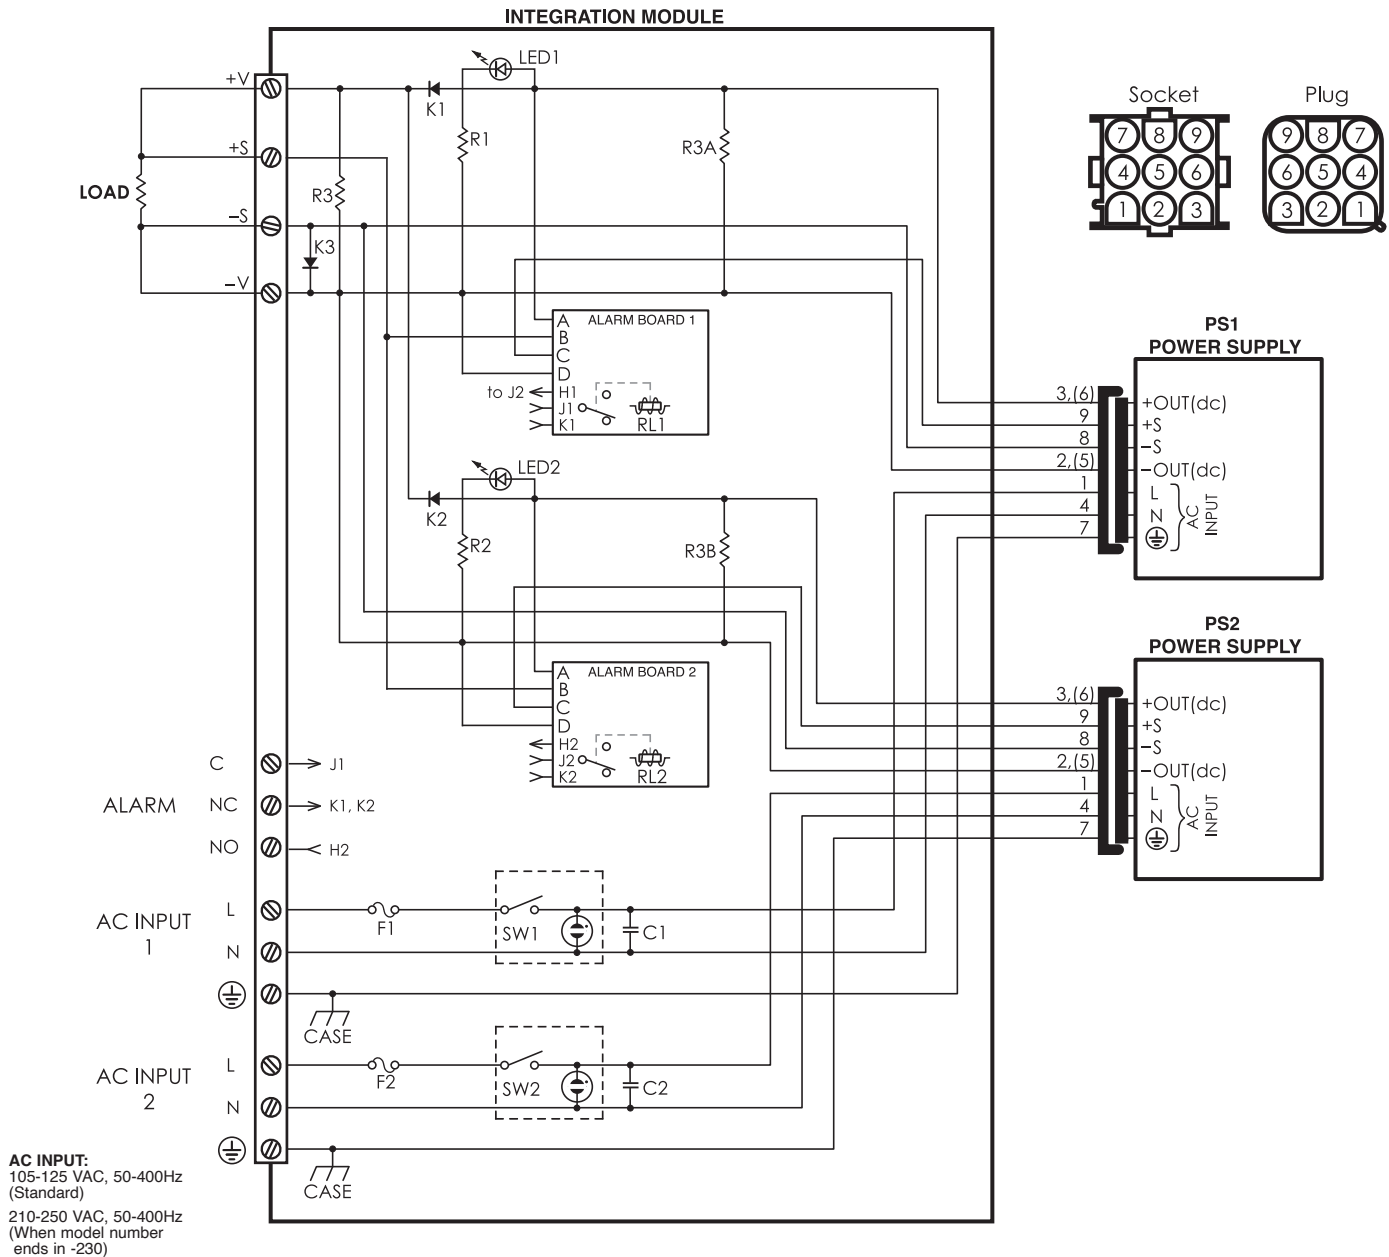 INTEGRATION MODULE
+V
+S
LOAD
–S
–V
LED1
K1
R1
R3A
R3
K3
Socket
7 8 9
4 5 6
1 2 3
Plug
9 8 7
6 5 4
3 2 1
ALARM BOARD 1
A
B
C
D
to J2
H1
J1
K1
RL1
PS1
POWER SUPPLY
3,(6)
+OUT(dc)
9
+S
8
–S
2,(5)
–OUT(dc)
1
L
4
N
7
AC
INPUT
LED2
K2
R2
R3B
ALARM BOARD 2
A
B
C
D
H2
J2
K2
RL2
PS2
POWER SUPPLY
3,(6)
+OUT(dc)
9
+S
8
–S
2,(5)
–OUT(dc)
1
L
4
N
7
AC
INPUT
C
J1
ALARM
NC
K1, K2
NO
H2
AC INPUT
1
L
F1
SW1
C1
N
CASE
AC INPUT
2
L
F2
SW2
C2
N
CASE
AC INPUT:
105-125 VAC, 50-400Hz
(Standard)
210-250 VAC, 50-400Hz
(When model number
ends in -230)